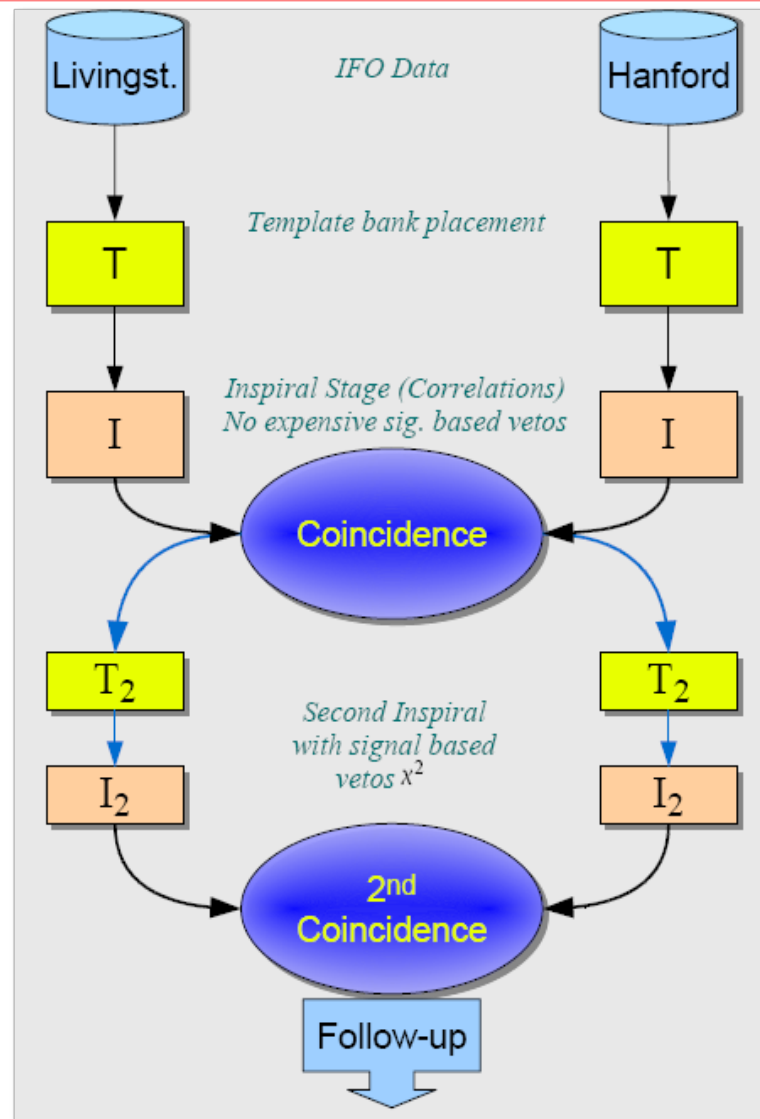 Livingst.
IFO Data
Hanford
Template bank placement
T
T
Inspiral Stage (Correlations)
No expensive sig. based vetos
I
I
Coincidence
T₂
T₂
Second Inspiral
with signal based
vetos χ²
I₂
I₂
2nd
Coincidence
Follow-up